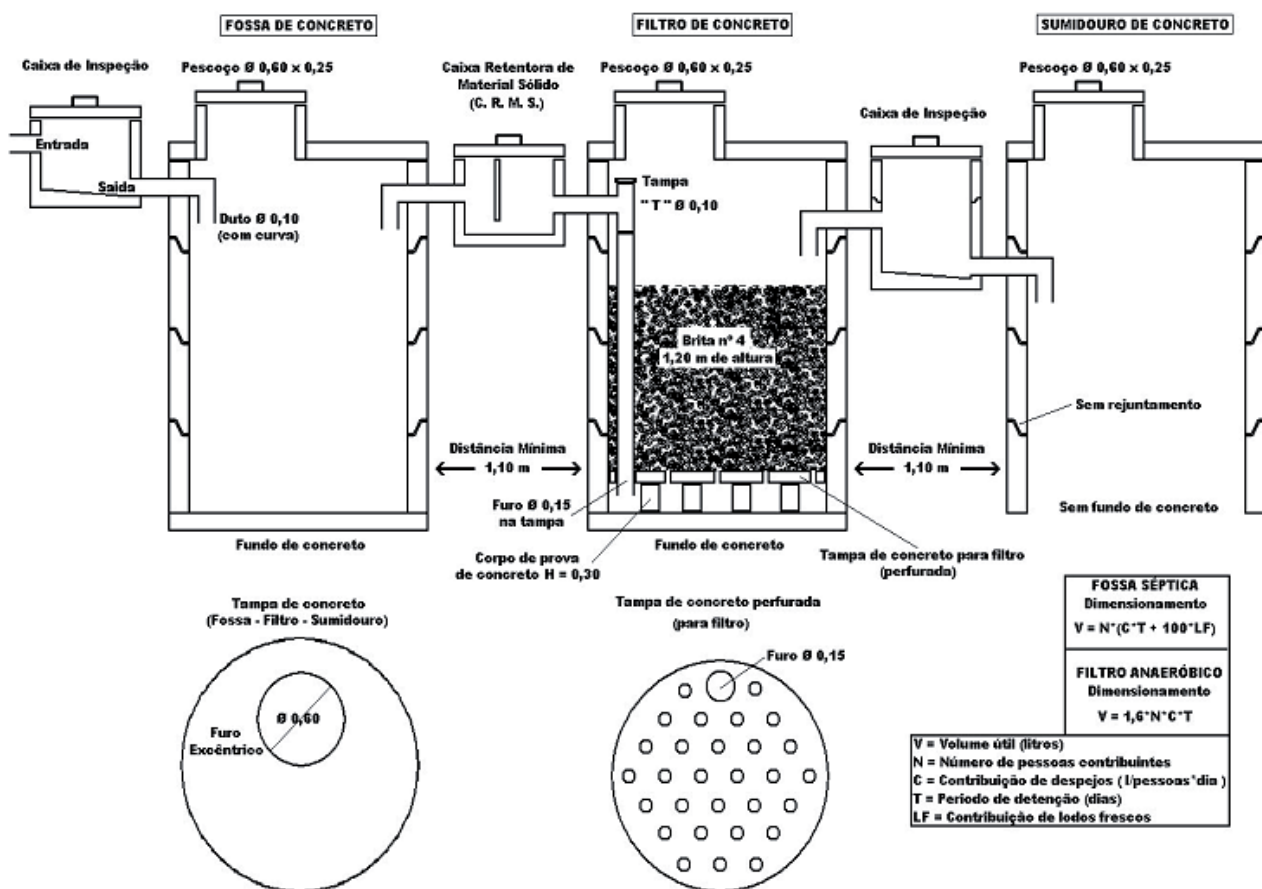 FOSSA DE CONCRETO
FILTRO DE CONCRETO
SUMIDOURO DE CONCRETO
Caixa de Inspeção
Pescoço Ø 0,60 x 0,25
Caixa Retentora de
Material Sólido
(C. R. M. S.)
Pescoço Ø 0,60 x 0,25
Caixa de Inspeção
Pescoço Ø 0,60 x 0,25
Entrada
Saída
Duto Ø 0,10
(com curva)
Tampa
" T " Ø 0,10
Brita nº 4
1,20 m de altura
Sem rejuntamento
Distância Mínima
1,10 m
Distância Mínima
1,10 m
Furo Ø 0,15
na tampa
Sem fundo de concreto
Fundo de concreto
Corpo de prova
de concreto H = 0,30
Fundo de concreto
Tampa de concreto para filtro
(perfurada)
Tampa de concreto
(Fossa - Filtro - Sumidouro)
Ø 0,60
Furo
Excêntrico
Tampa de concreto perfurada
(para filtro)
Furo Ø 0,15
FOSSA SÉPTICA
Dimensionamento
V = N*(C*T + 100*LF)
FILTRO ANAERÓBICO
Dimensionamento
V = 1,6*N*C*T
V = Volume útil (litros)
N = Número de pessoas contribuintes
C = Contribuição de despejos ( l/pessoas*dia )
T = Período de detenção (dias)
LF = Contribuição de lodos frescos